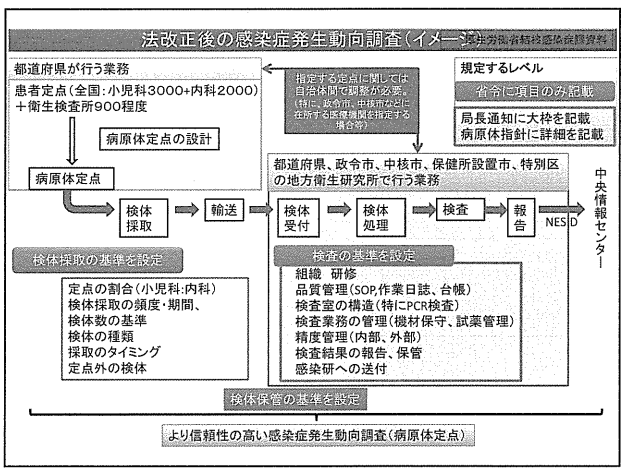 法改正後の感染症発生動向調査(イメージ)
厚生労働省結核感染症課資料
都道府県が行う業務
患者定点(全国:小児科3000+内科2000)
+衛生検査所900程度
病原体定点の設計
病原体定点
指定する定点に関しては
自治体間で調整が必要。
(特に、政令市、中核市などに
在所する医療機関を指定する
場合等)
規定するレベル
省令に項目のみ記載
局長通知に大枠を記載
病原体指針に詳細を記載
都道府県、政令市、中核市、保健所設置市、特別区
の地方衛生研究所で行う業務
検体
採取
輸送
検体
受付
検体
処理
検査
報
告
NESID
中央情報センター
検体採取の基準を設定
定点の割合(小児科:内科)
検体採取の頻度・期間、
検体数の基準
検体の種類
採取のタイミング
定点外の検体
検査の基準を設定
組織 研修
品質管理(SOP,作業日誌、台帳)
検査室の構造(特にPCR検査)
検査業務の管理(機材保守、試薬管理)
精度管理(内部、外部)
検査結果の報告、保管
感染研への送付
検体保管の基準を設定
より信頼性の高い感染症発生動向調査(病原体定点)